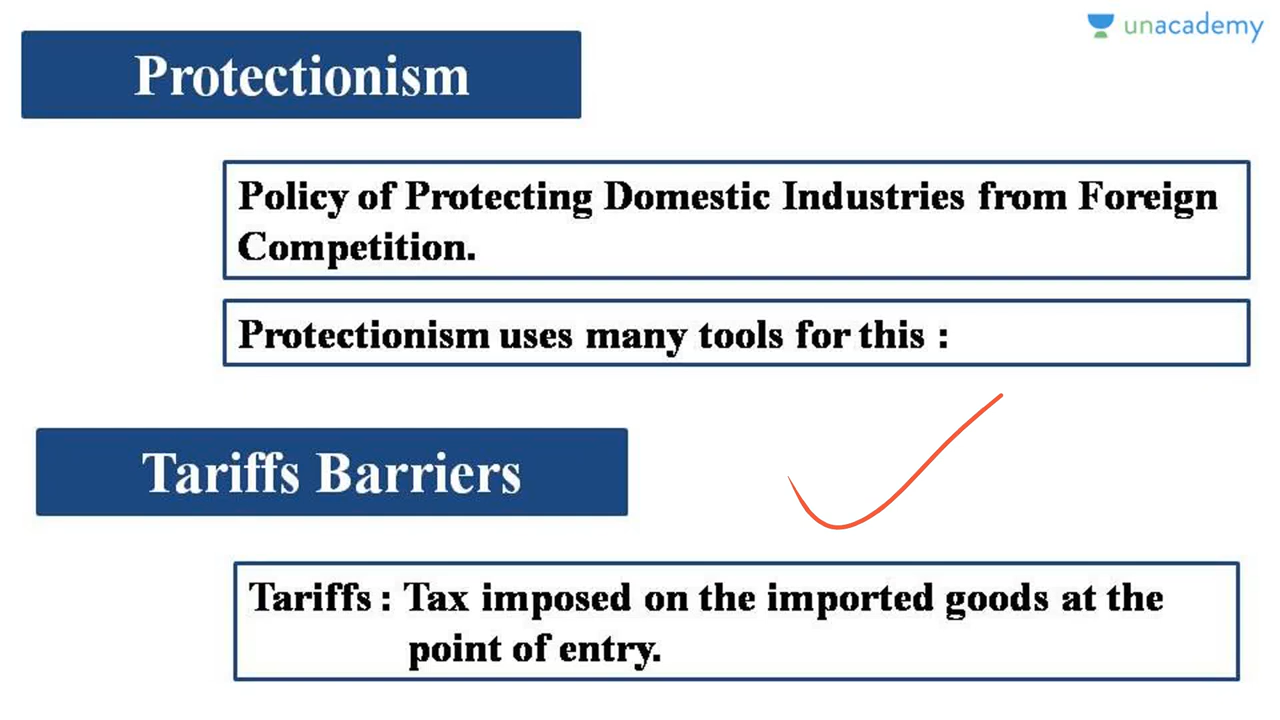 unacademy
Protectionism
Policy of Protecting Domestic Industries from Foreign
Competition.
Protectionism uses many tools for this :
Tariffs Barriers
Tariffs : Tax imposed on the imported goods at the
point of entry.